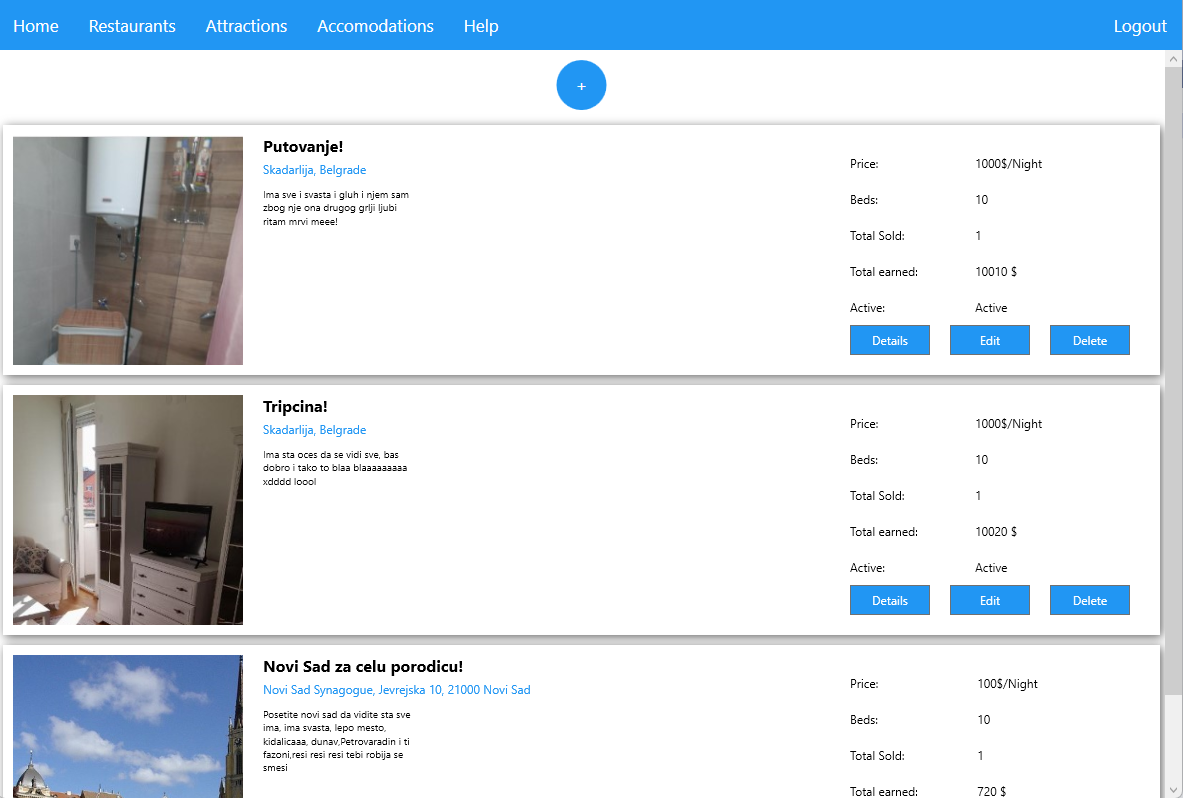 Home Restaurants Attractions Accomodations Help Logout
+
Putovanje!
Skadarlija, Belgrade
Ima sve i svasta i gluh i njem sam
zbog nje ona drugog grlji ljubi
ritam mrvi meee!
Price: 1000$/Night
Beds: 10
Total Sold: 1
Total earned: 10010 $
Active: Active
Details Edit Delete
Tripcina!
Skadarlija, Belgrade
Ima sta oces da se vidi sve, bas
dobro i tako to blaa blaaaaaaaaa
xdddd loool
Price: 1000$/Night
Beds: 10
Total Sold: 1
Total earned: 10020 $
Active: Active
Details Edit Delete
Novi Sad za celu porodicu!
Novi Sad Synagogue, Jevrejska 10, 21000 Novi Sad
Posetite novi sad da vidite sta sve
ima, ima svasta, lepo mesto,
kidalicaaa, dunav,Petrovaradin i ti
fazoni,resi resi resi tebi robija se
smesi
Price: 100$/Night
Beds: 10
Total Sold: 1
Total earned: 720 $